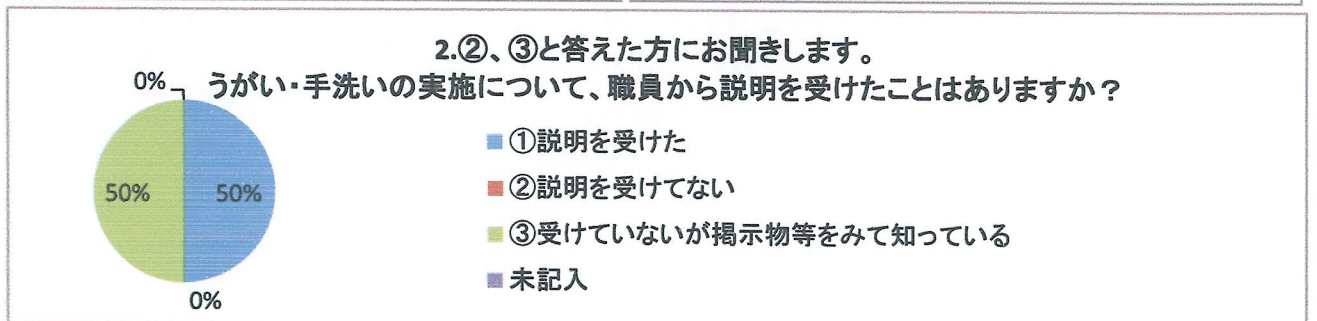 2.②、③と答えた方にお聞きします。
うがい・手洗いの実施について、職員から説明を受けたことはありますか？
0%
50%
50%
0%
①説明を受けた
②説明を受けてない
③受けていないが掲示物等をみて知っている
未記入